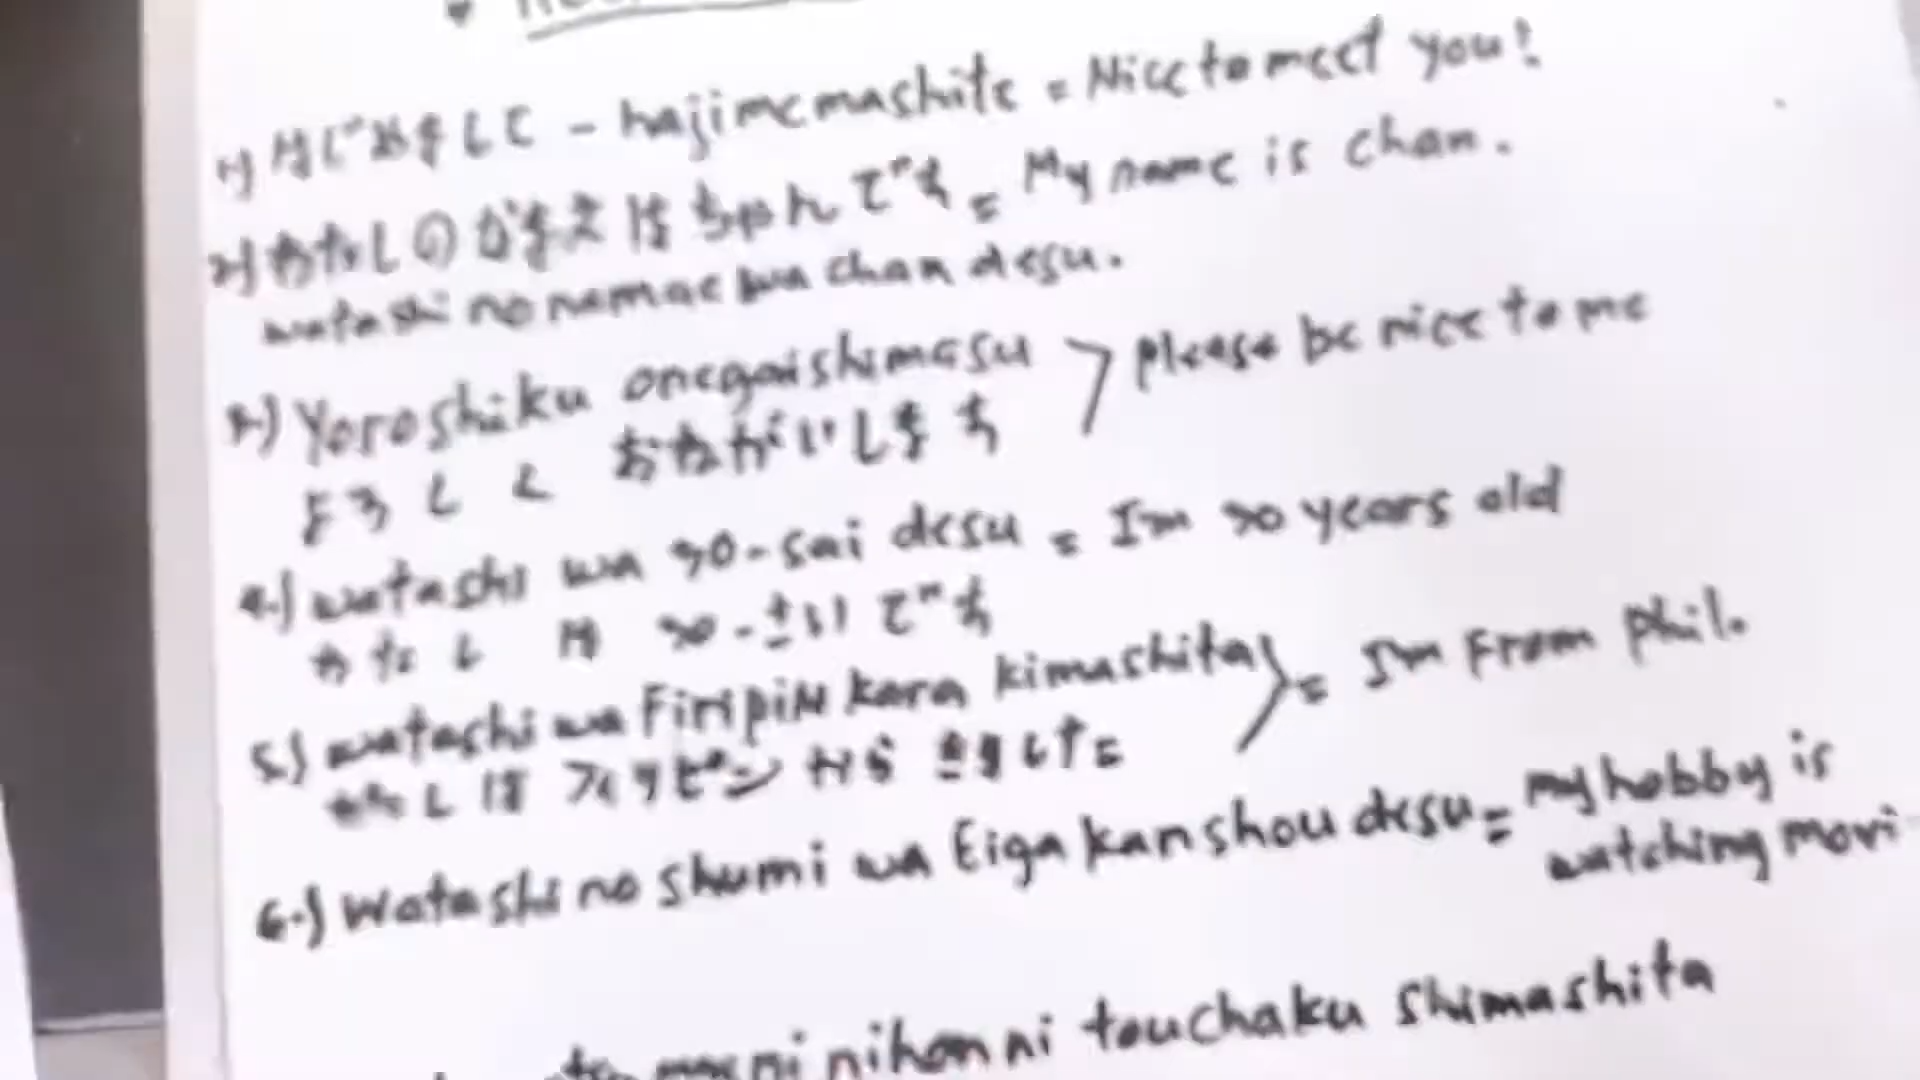 1) はじめまして - hajimemashite = Nice to meet you!
2) わたしの なまえ は ちゃん です = My name is chan.
watashi no namae wa chan desu.
3.) Yoroshiku onegaishimasu > please be nice to me
よろしく おねがいします
4.) watashi wa 30-sai desu = I'm 30 years old
わたし は 30-さい です
5.) watashi wa Firipin kara kimashita = I'm From phil.
わたしは フィリピン から きました
6.) Watashi no shumi wa Eiga kanshou desu = my hobby is
watching movi
mae ni nihon ni touchaku shimashita